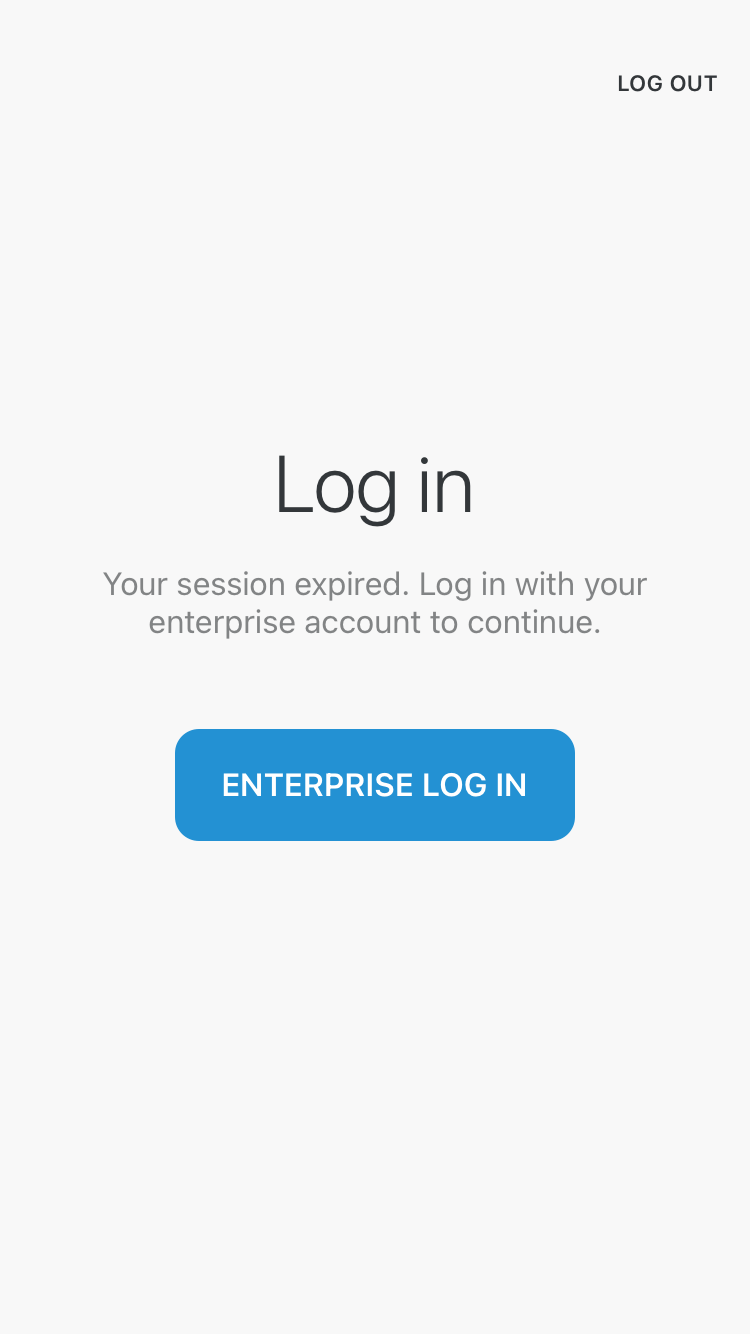 LOG OUT
Log in
Your session expired. Log in with your
enterprise account to continue.
ENTERPRISE LOG IN